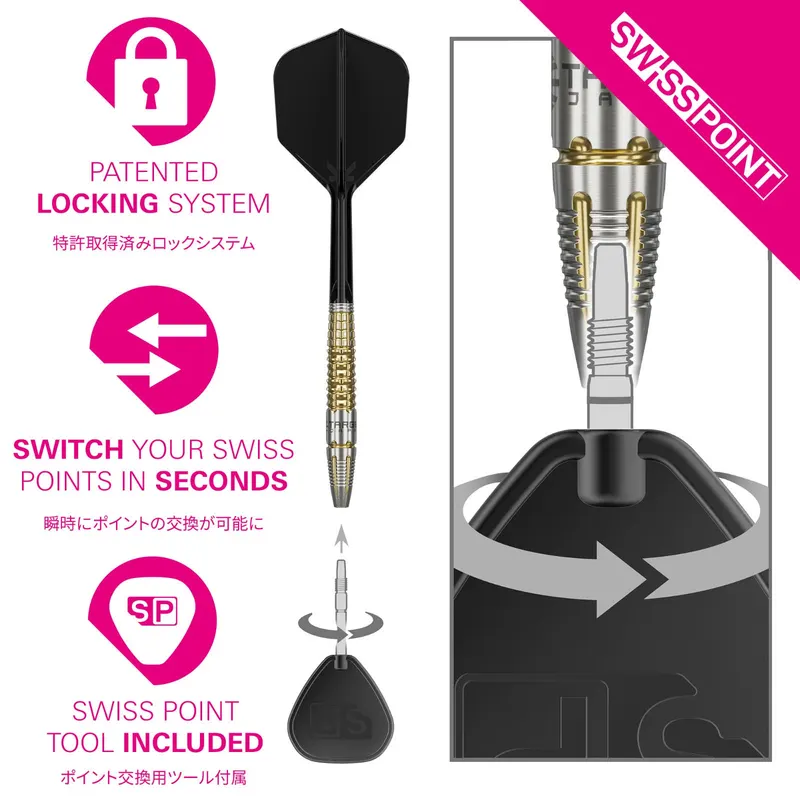 PATENTED
LOCKING SYSTEM
特許取得済みロックシステム
SWITCH YOUR SWISS
POINTS IN SECONDS
瞬時にポイントの交換が可能に
SP
SWISS POINT
TOOL INCLUDED
ポイント交換用ツール付属
TARG
SWISSPOINT